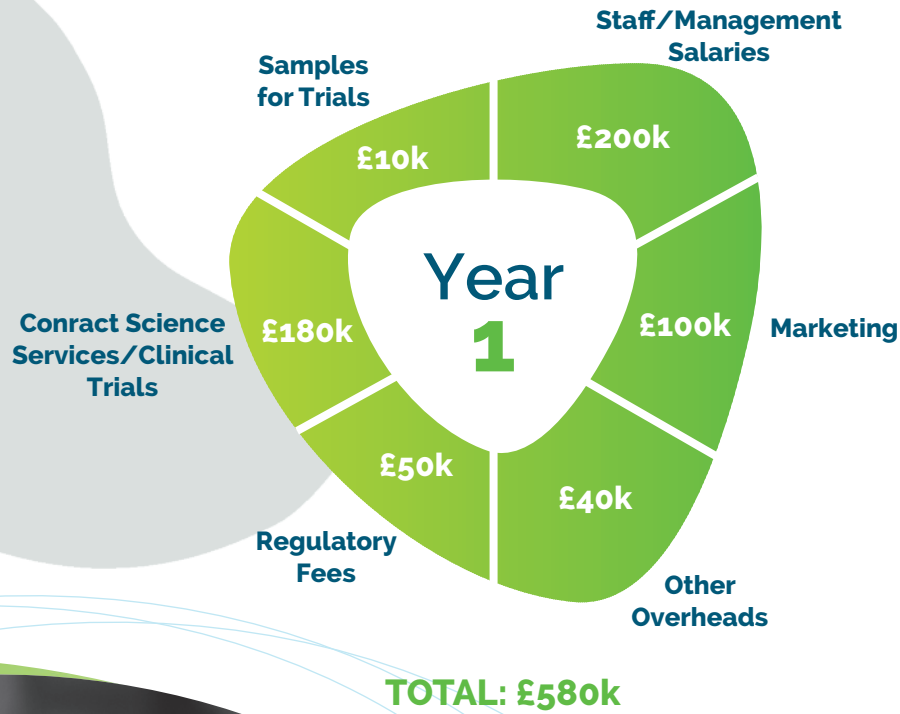 Staff/Management
Salaries
Samples
for Trials
£200k
£10k
Year
1
Conract Science
Services/Clinical
Trials
£180k
£100k
Marketing
£50k
£40k
Regulatory
Fees
Other
Overheads
TOTAL: £580k